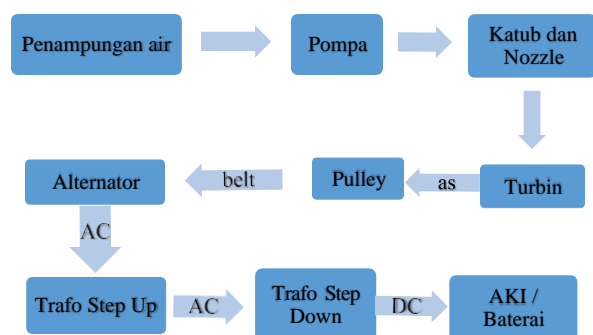 Penampungan air
Pompa
Katub dan
Nozzle
Turbin
as
Pulley
belt
Alternator
AC
Trafo Step Up
AC
Trafo Step
Down
DC
AKI /
Baterai